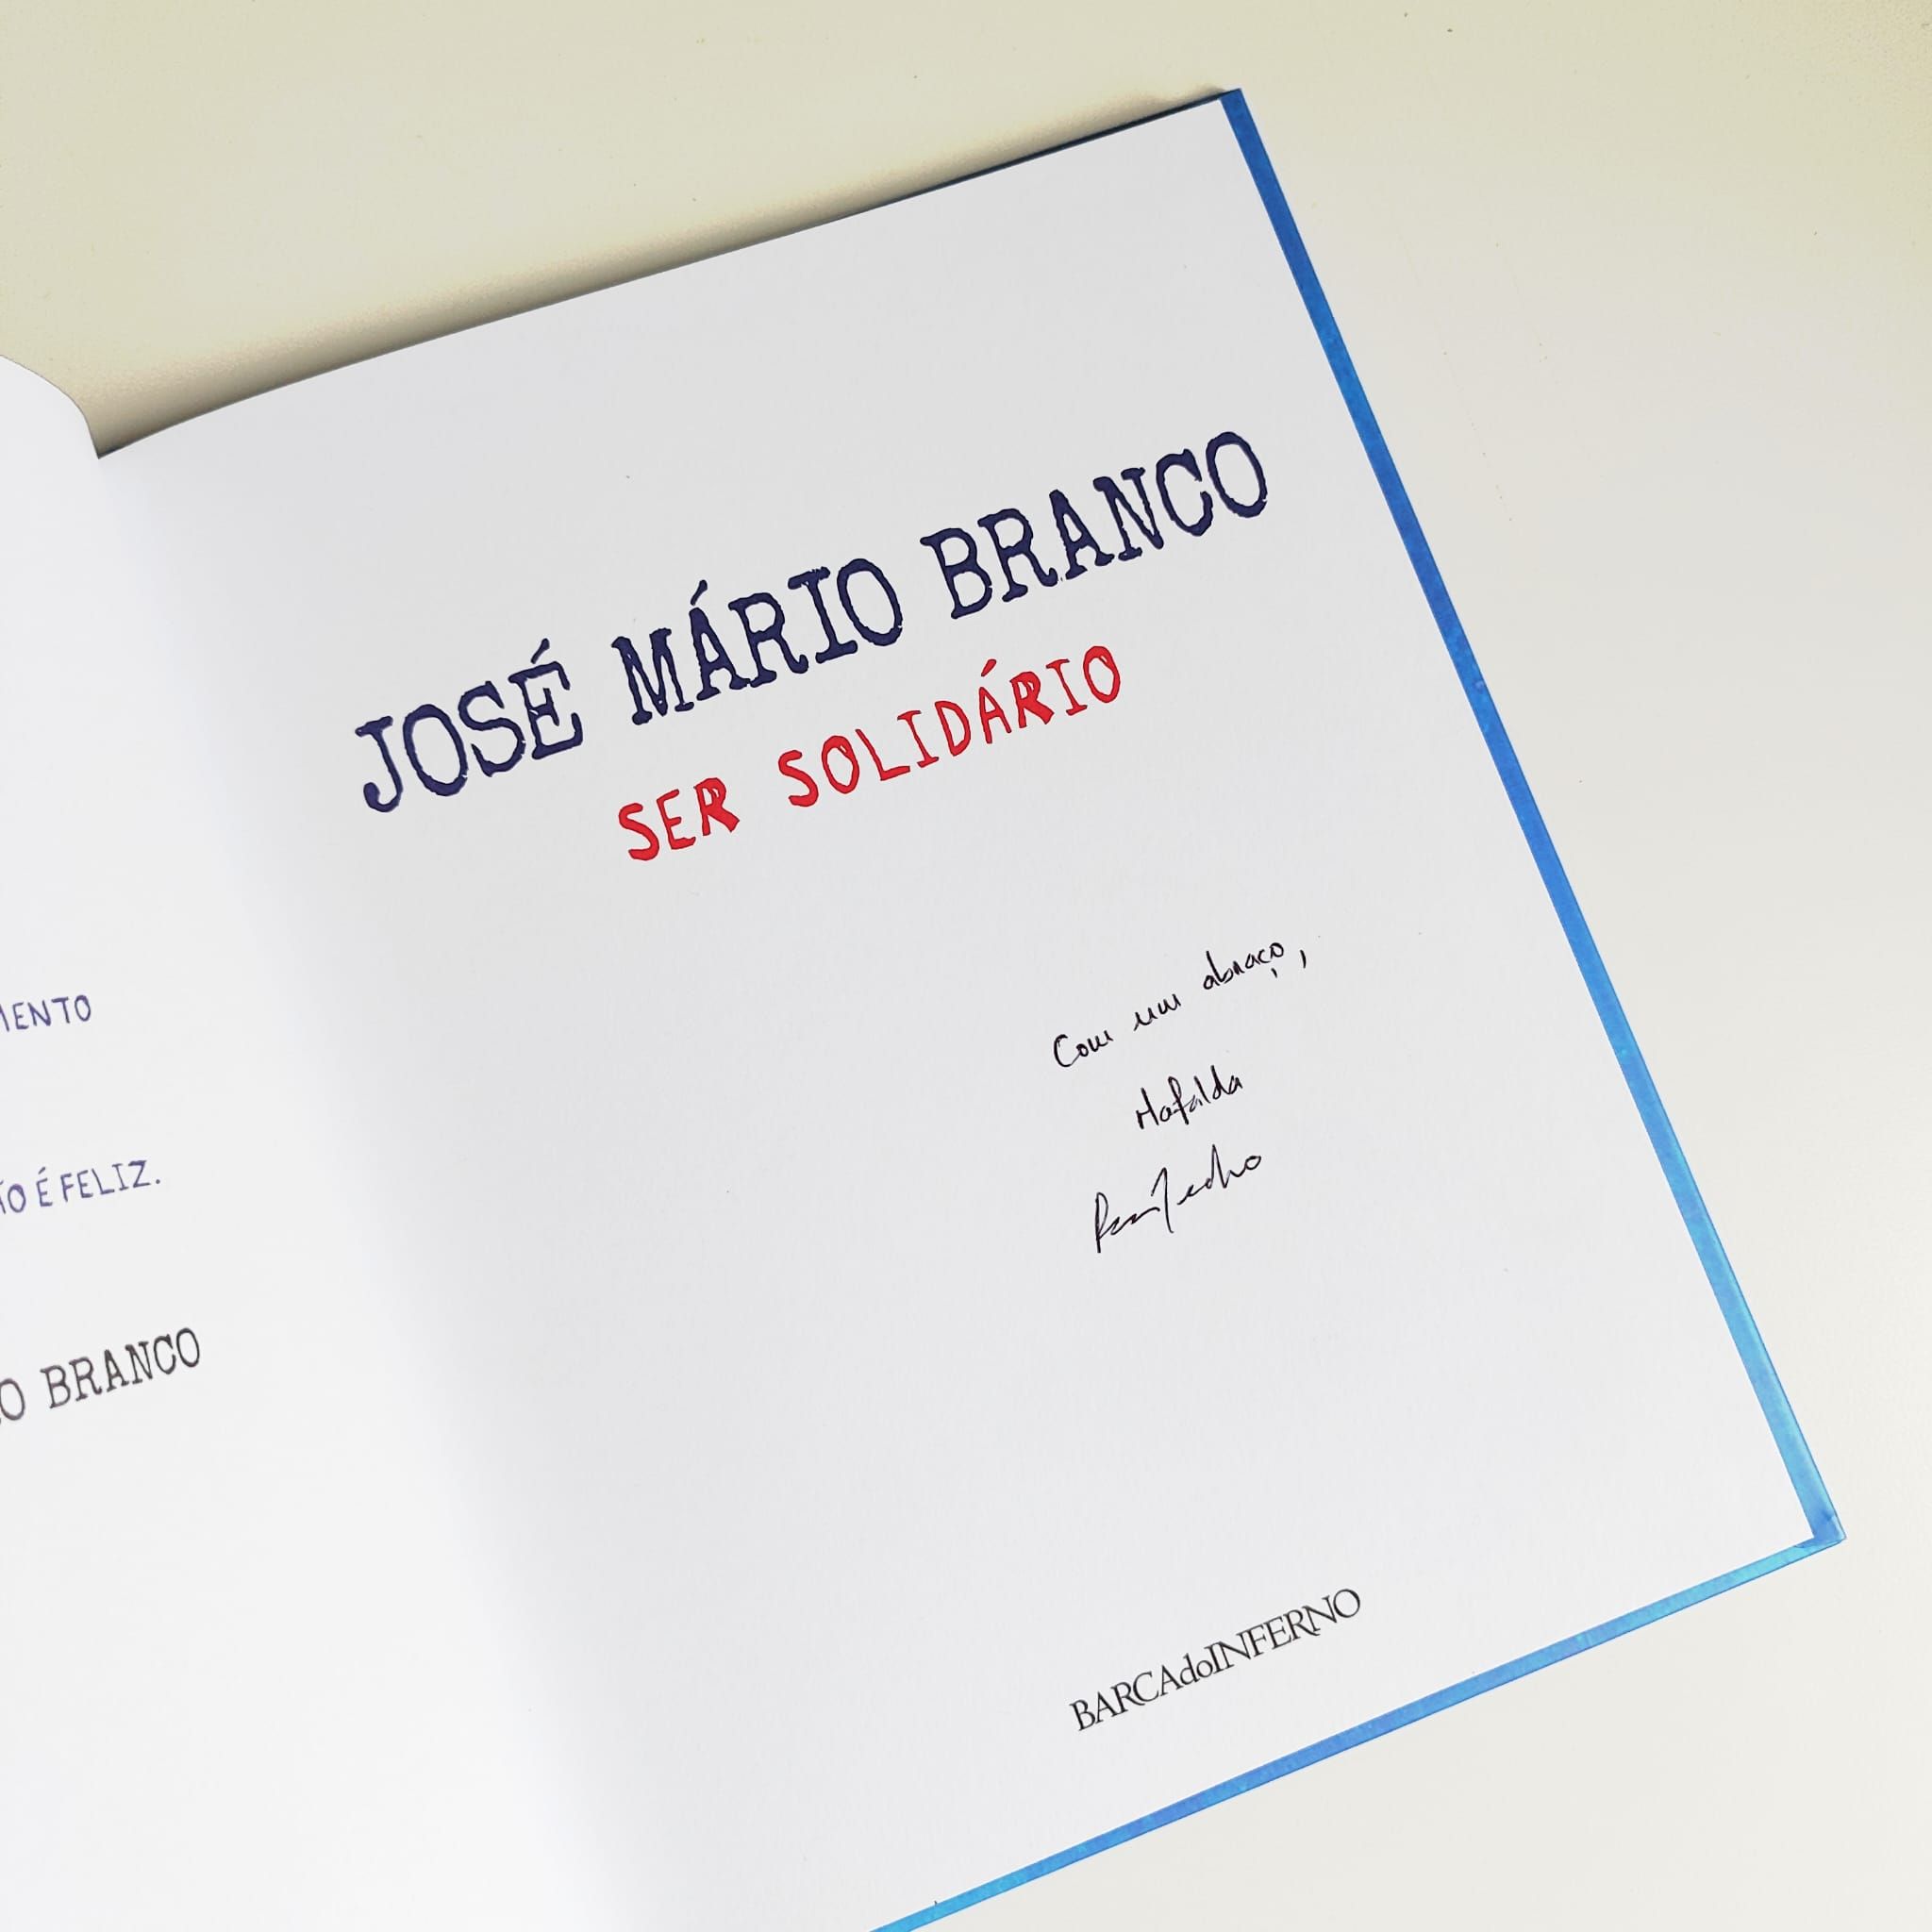 MENTO
ÃO É FELIZ.
O BRANCO
JOSÉ MÁRIO BRANCO
SER SOLIDÁRIO
Com um abraço,
Mafalda
BARCAdoINFERNO